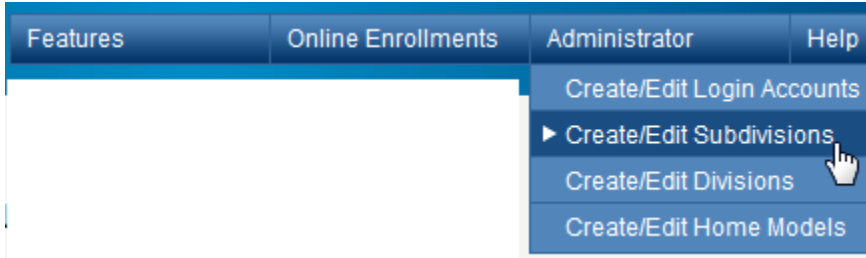 Features Online Enrollments Administrator Help
Create/Edit Login Accounts
Create/Edit Subdivisions
Create/Edit Divisions
Create/Edit Home Models